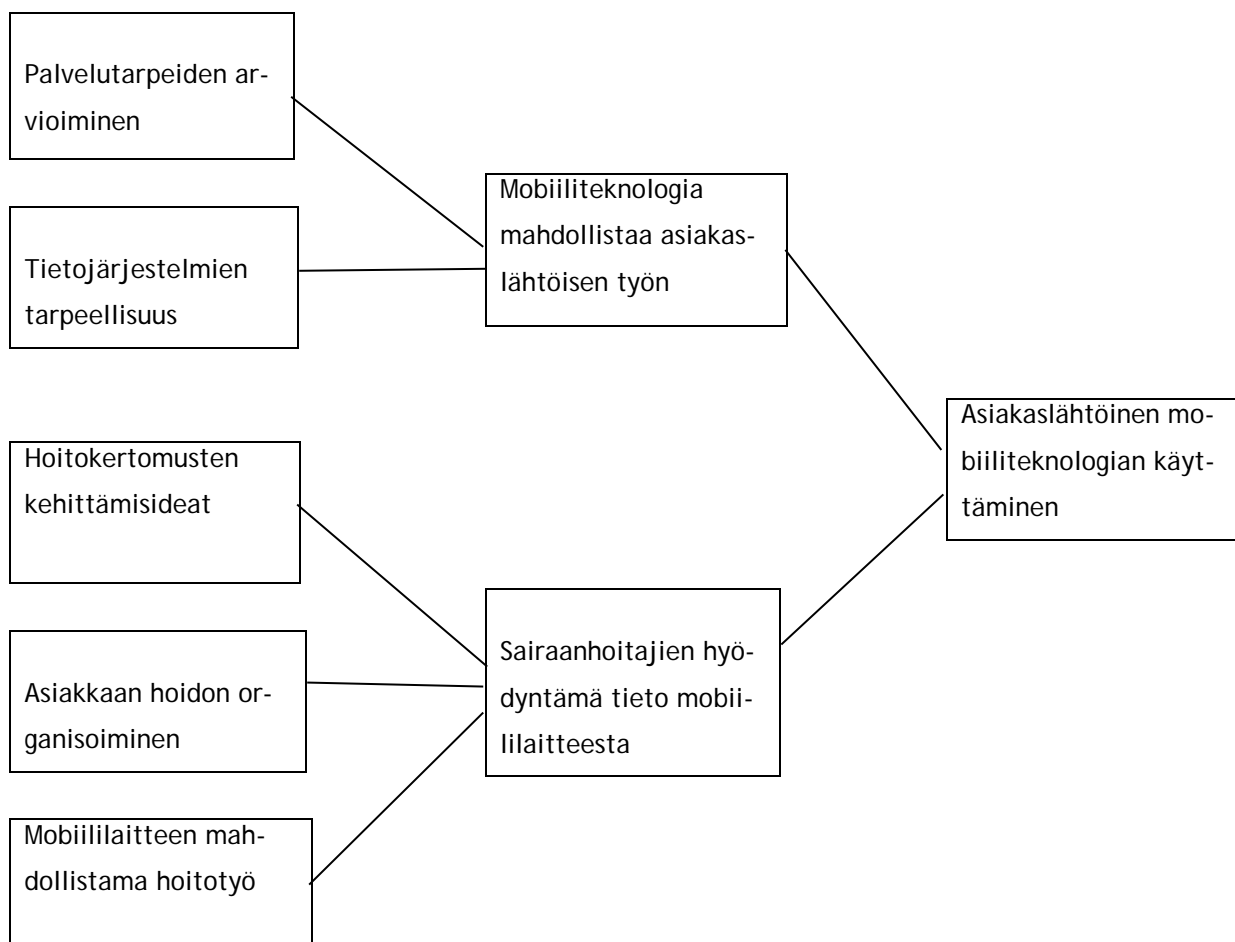 Palvelutarpeiden ar-
vioiminen
Tietojärjestelmien
tarpeellisuus
Hoitokertomusten
kehittämisideat
Asiakkaan hoidon or-
ganisoiminen
Mobiililaitteen mah-
dollistama hoitotyö
Mobiiliteknologia
mahdollistaa asiakas-
lähtöisen työn
Sairaanhoitajien hyö-
dyntämä tieto mobii-
lilaitteesta
Asiakaslähtöinen mo-
biiliteknologian käyt-
täminen